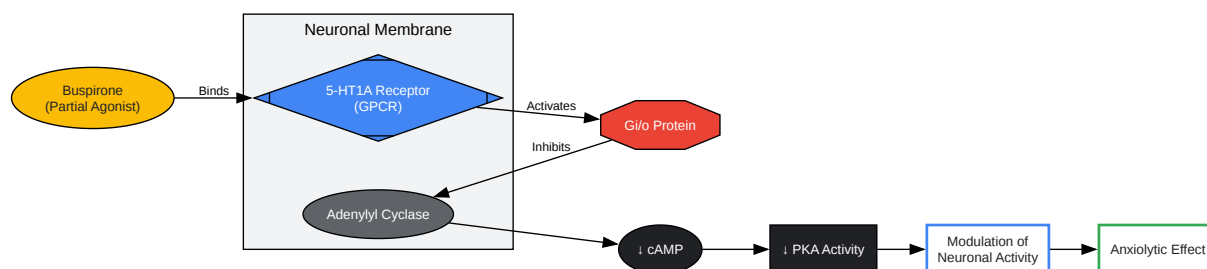 Neuronal Membrane
Buspirone
(Partial Agonist)
Binds
5-HT1A Receptor
(GPCR)
Activates
Gi/o Protein
Inhibits
Adenylyl Cyclase
↓ cAMP
↓ PKA Activity
Modulation of
Neuronal Activity
Anxiolytic Effect